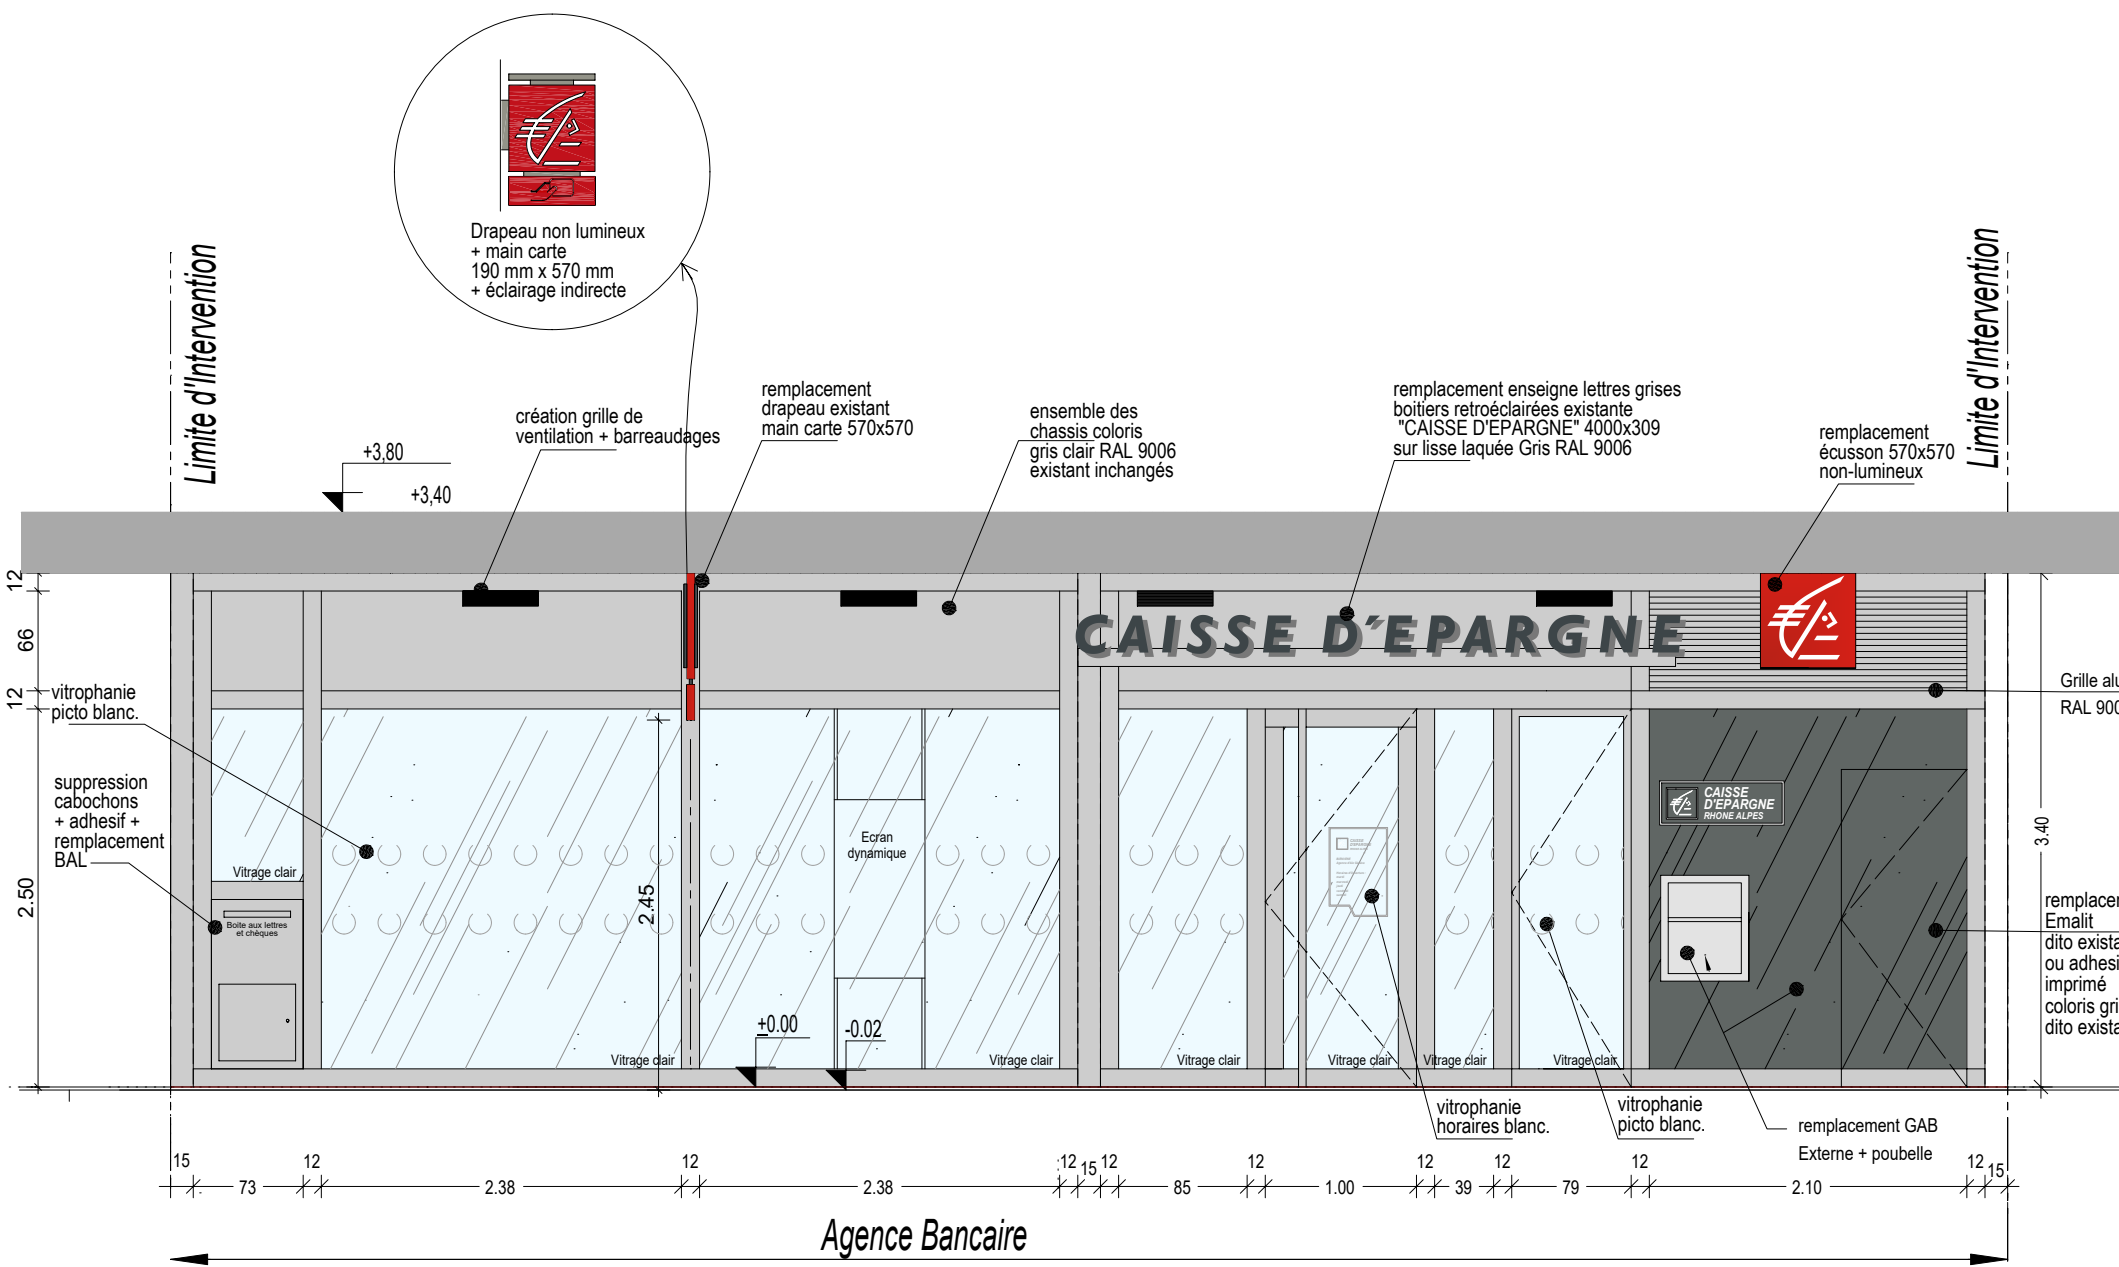 Drapeau non lumineux
+ main carte
190 mm x 570 mm
+ éclairage indirecte
Limite d'Intervention
Limite d'Intervention
création grille de
ventilation + barreaudages
remplacement
drapeau existant
main carte 570x570
ensemble des
chassis coloris
gris clair RAL 9006
existant inchangés
remplacement enseigne lettres grises
boitiers retroéclairées existante
"CAISSE D'EPARGNE" 4000x309
sur lisse laquée Gris RAL 9006
remplacement
écusson 570x570
non-lumineux
+3,80
+3,40
12
66
12
2.50
CAISSE D'EPARGNE
vitrophanie
picto blanc.
suppression
cabochons
+ adhesif +
remplacement
BAL
Vitrage clair
Boite aux lettres
et chèques
2.45
Ecran
dynamique
CAISSE
D'EPARGNE
RHONE ALPES
3.40
Grille alu
RAL 900
remplacem
Emalit
dito exista
ou adhesi
imprimé
coloris gri
dito exista
+0.00
-0.02
Vitrage clair
Vitrage clair
Vitrage clair
Vitrage clair
Vitrage clair
Vitrage clair
vitrophanie
horaires blanc.
vitrophanie
picto blanc.
remplacement GAB
Externe + poubelle
15 12 12 12 15 12 12 12 12 12 12 15
73 2.38 2.38 85 1.00 39 79 2.10
Agence Bancaire